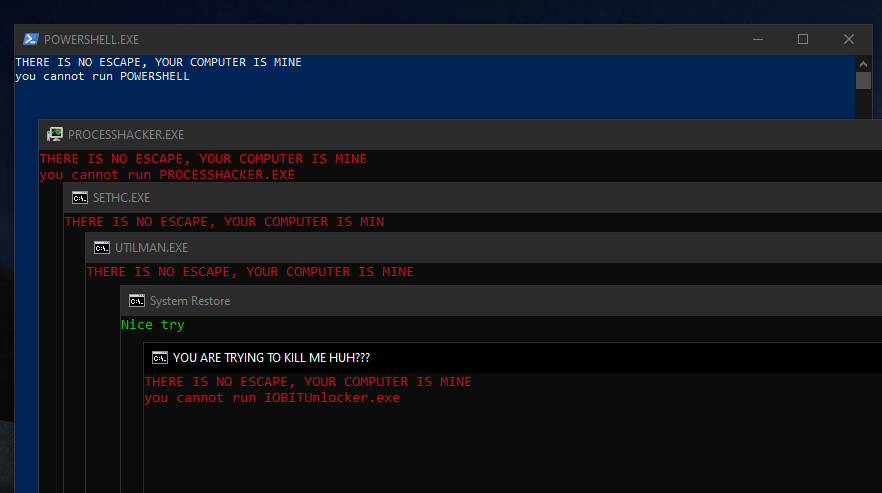 POWERSHELL.EXE
THERE IS NO ESCAPE, YOUR COMPUTER IS MINE
you cannot run POWERSHELL
PROCESSHACKER.EXE
THERE IS NO ESCAPE, YOUR COMPUTER IS MINE
you cannot run PROCESSHACKER.EXE
SETHC.EXE
THERE IS NO ESCAPE, YOUR COMPUTER IS MIN
UTILMAN.EXE
THERE IS NO ESCAPE, YOUR COMPUTER IS MINE
System Restore
Nice try
YOU ARE TRYING TO KILL ME HUH???
THERE IS NO ESCAPE, YOUR COMPUTER IS MINE
you cannot run IOBITUnlocker.exe